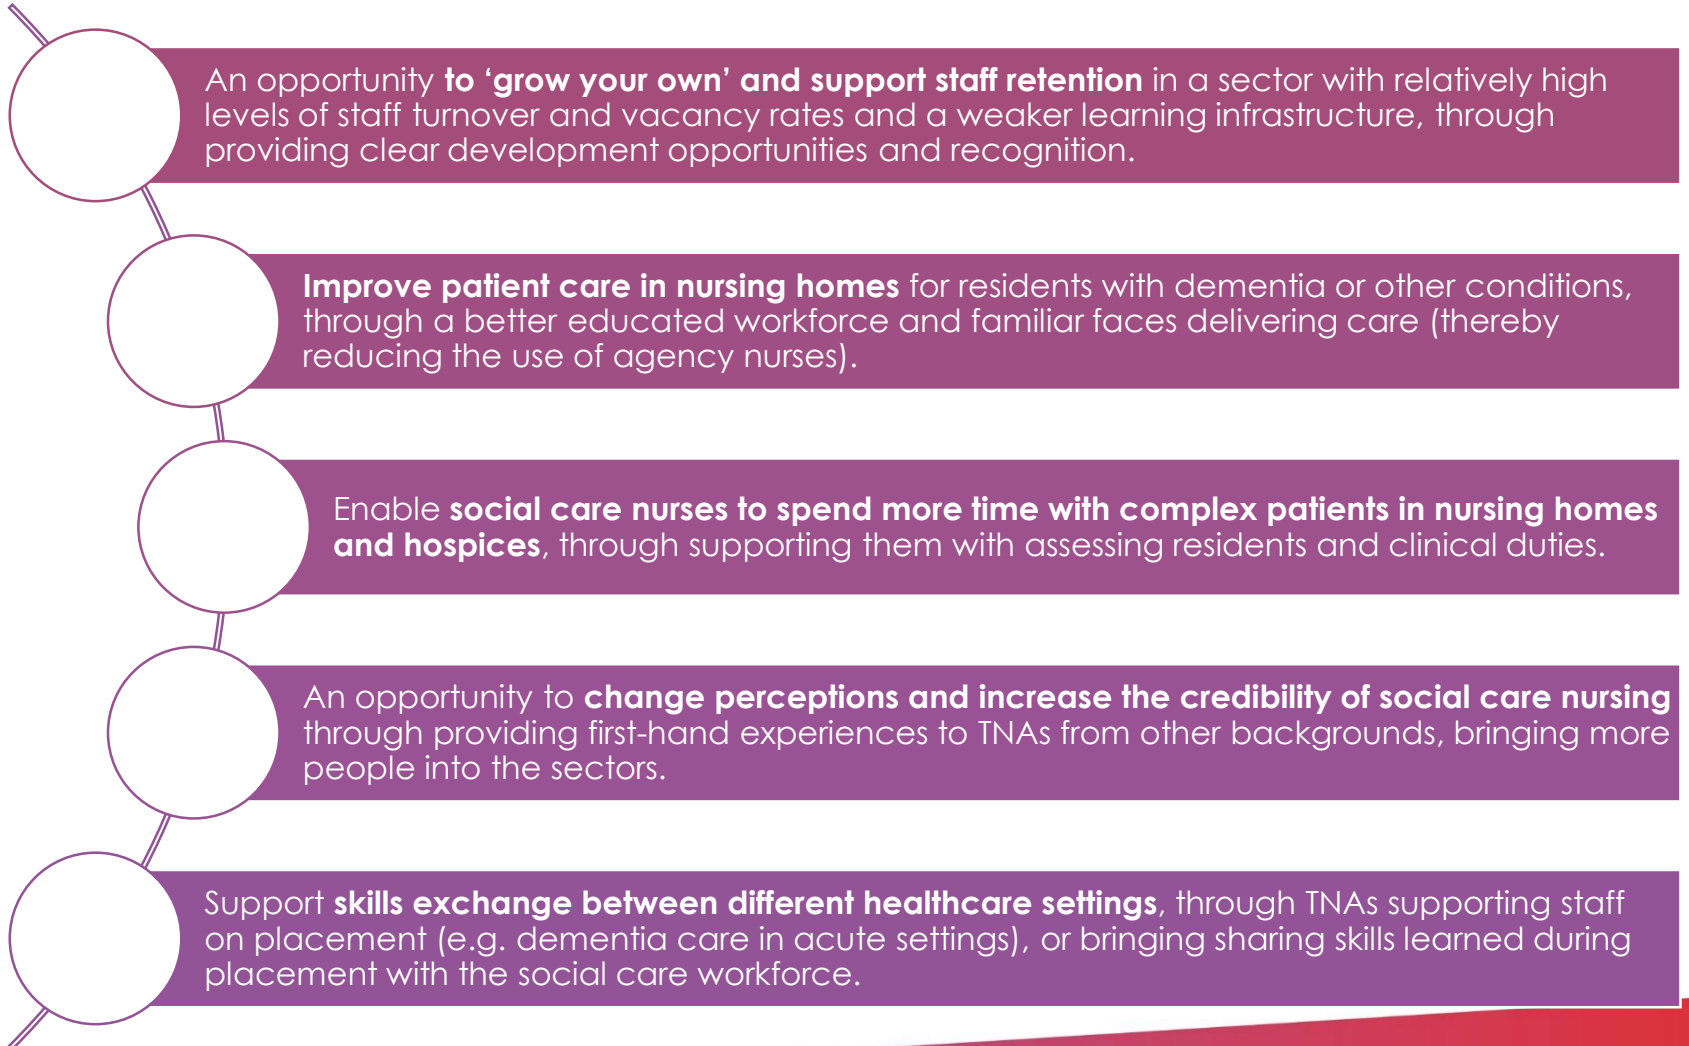 An opportunity to ‘grow your own’ and support staff retention in a sector with relatively high
levels of staff turnover and vacancy rates and a weaker learning infrastructure, through
providing clear development opportunities and recognition.
Improve patient care in nursing homes for residents with dementia or other conditions,
through a better educated workforce and familiar faces delivering care (thereby
reducing the use of agency nurses).
Enable social care nurses to spend more time with complex patients in nursing homes
and hospices, through supporting them with assessing residents and clinical duties.
An opportunity to change perceptions and increase the credibility of social care nursing
through providing first-hand experiences to TNAs from other backgrounds, bringing more
people into the sectors.
Support skills exchange between different healthcare settings, through TNAs supporting staff
on placement (e.g. dementia care in acute settings), or bringing sharing skills learned during
placement with the social care workforce.